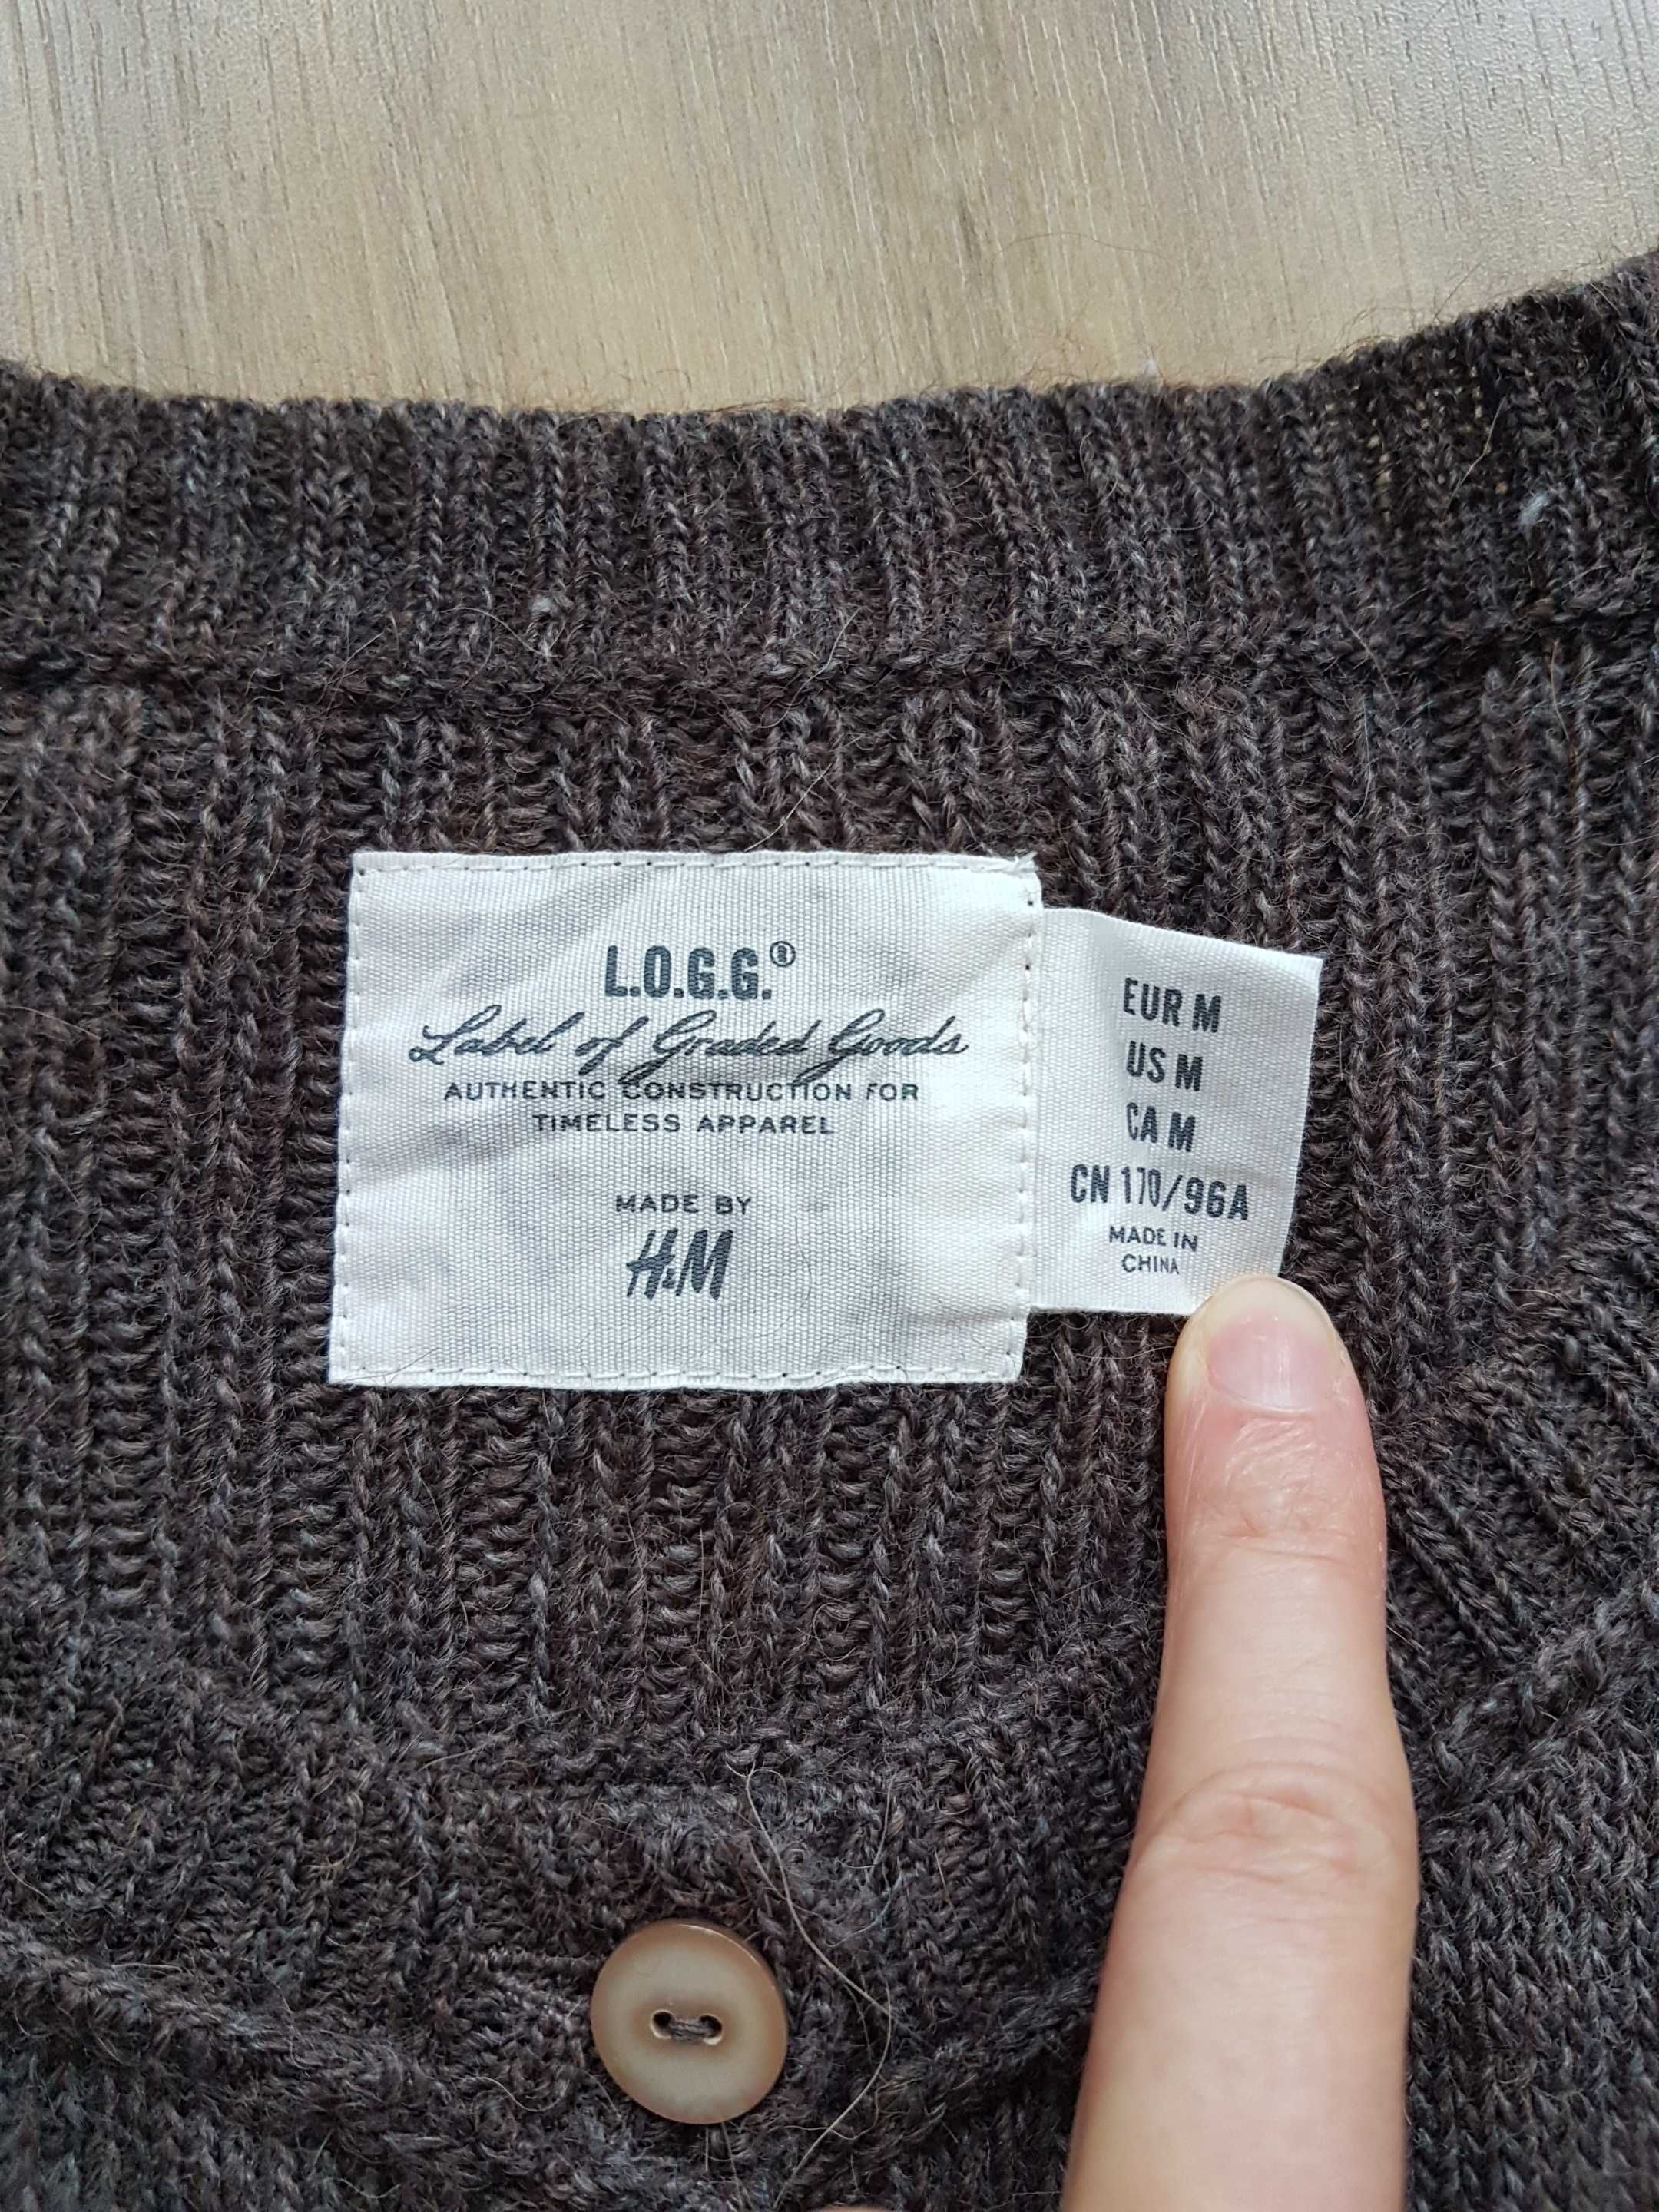 L.O.G.G.®
Label of Graded Goods
AUTHENTIC CONSTRUCTION FOR
TIMELESS APPAREL
MADE BY
H&M
EUR M
US M
CA M
CN 170/96A
MADE IN
CHINA